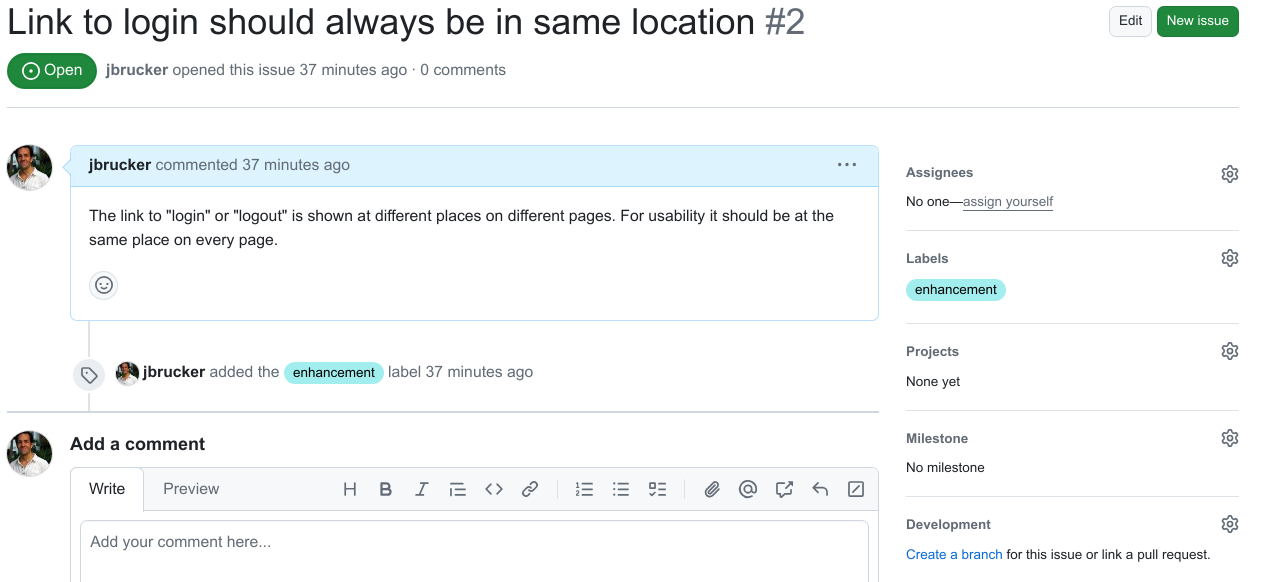 Link to login should always be in same location #2
Edit
New issue
Open
jbrucker opened this issue 37 minutes ago · 0 comments
jbrucker commented 37 minutes ago
The link to "login" or "logout" is shown at different places on different pages. For usability it should be at the
same place on every page.
jbrucker added the enhancement label 37 minutes ago
Add a comment
Write
Preview
Add your comment here...
Assignees
No one—assign yourself
Labels
enhancement
Projects
None yet
Milestone
No milestone
Development
Create a branch for this issue or link a pull request.